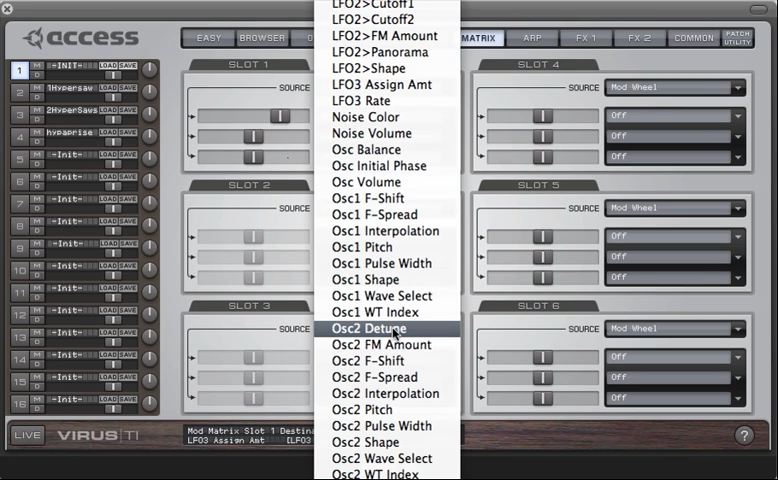 access
EASY
BROWSER
MATRIX
ARP
FX 1
FX 2
COMMON
PATCH UTILITY
1 M D -=INIT=- LOAD SAVE
2 M D 1Hypersaw LOAD SAVE
3 M D 2HyperSaws LOAD SAVE
4 M D hypaprise LOAD SAVE
5 M D -Init- LOAD SAVE
6 M D -Init- LOAD SAVE
7 M D -Init- LOAD SAVE
8 M D -Init- LOAD SAVE
9 M D -Init- LOAD SAVE
10 M D -Init- LOAD SAVE
11 M D -Init- LOAD SAVE
12 M D -Init- LOAD SAVE
13 M D -Init- LOAD SAVE
14 M D -Init- LOAD SAVE
15 M D -Init- LOAD SAVE
16 M D -Init- LOAD SAVE
SLOT 1
SOURCE
SLOT 2
SOURCE
SLOT 3
SOURCE
LFO2>Cutoff1
LFO2>Cutoff2
LFO2>FM Amount
LFO2>Panorama
LFO2>Shape
LFO3 Assign Amt
LFO3 Rate
Noise Color
Noise Volume
Osc Balance
Osc Initial Phase
Osc Volume
Osc1 F-Shift
Osc1 F-Spread
Osc1 Interpolation
Osc1 Pitch
Osc1 Pulse Width
Osc1 Shape
Osc1 Wave Select
Osc1 WT Index
Osc2 Detune
Osc2 FM Amount
Osc2 F-Shift
Osc2 F-Spread
Osc2 Interpolation
Osc2 Pitch
Osc2 Pulse Width
Osc2 Shape
Osc2 Wave Select
Osc2 WT Index
SLOT 4
SOURCE Mod Wheel
Off
Off
Off
SLOT 5
SOURCE Mod Wheel
Off
Off
Off
SLOT 6
SOURCE Mod Wheel
Off
Off
Off
LIVE
VIRUS|TI
Mod Matrix Slot 1 Destina
LFO3 Assign Amt [LFO3
?